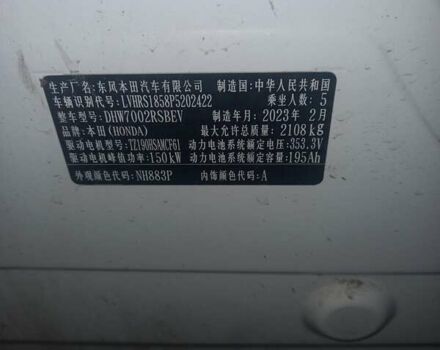 生产厂名：东风本田汽车有限公司 制造国：中华人民共和国
车辆识别代号：LVHRS1858P5202422 乘坐人数：5
整车型号：DHW7002RSBEV 制造年月：2023年2月
品牌：本田(HONDA) 最大允许总质量：2108kg
驱动电机型号：TZ190HSAMCF61 动力电池系统额定电压：353.3V
驱动电机峰值功率：150kW 动力电池系统额定容量：195Ah
外观颜色代码：NH883P 内饰颜色代码：A